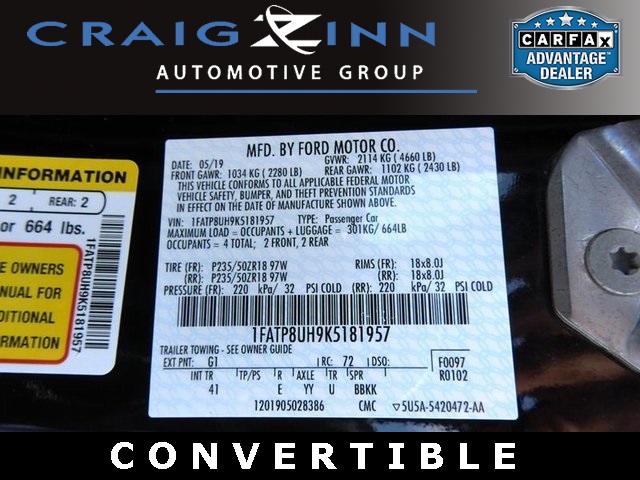 CRAIG ZINN
AUTOMOTIVE GROUP
CARFAX
ADVANTAGE
DEALER
INFORMATION
2 REAR: 2
or 664 lbs.
E OWNERS
NUAL FOR
DITIONAL
1FATP8UH9K5181957
MFD. BY FORD MOTOR CO.
DATE: 05/19 GVWR: 2114 KG ( 4660 LB)
FRONT GAWR: 1034 KG ( 2280 LB) REAR GAWR: 1102 KG ( 2430 LB)
THIS VEHICLE CONFORMS TO ALL APPLICABLE FEDERAL MOTOR
VEHICLE SAFETY, BUMPER, AND THEFT PREVENTION STANDARDS
IN EFFECT ON THE DATE OF MANUFACTURE SHOWN ABOVE.
VIN: 1FATP8UH9K5181957 TYPE: Passenger Car
MAXIMUM LOAD = OCCUPANTS + LUGGAGE = 301KG/ 664LB
OCCUPANTS = 4 TOTAL: 2 FRONT, 2 REAR
TIRE (FR): P235/50ZR18 97W RIMS (FR): 18x8.0J
(RR): P235/50ZR18 97W (RR): 18x8.0J
PRESSURE (FR): 220 kPa/ 32 PSI COLD (RR): 220 kPa/ 32 PSI COLD
1FATP8UH9K5181957
TRAILER TOWING - SEE OWNER GUIDE
EXT PNT: G1 RC: 72 DSO: F0097
INT TR TP/PS R AXLE TR SPR R0102
41 E YY U BBKK
1201905028386 CMC 5U5A-5420472-AA
CONVERTIBLE